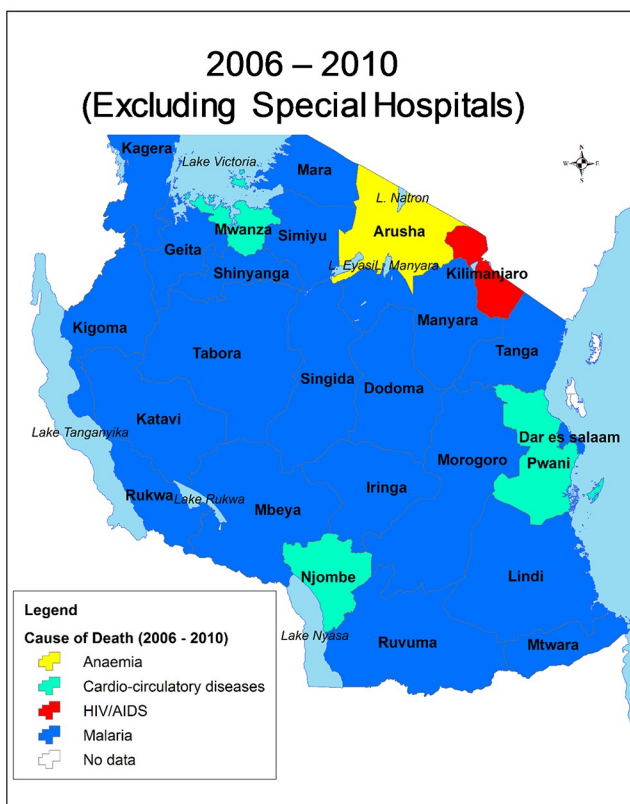 2006 – 2010
(Excluding Special Hospitals)
Kagera
Lake Victoria.
Mara
N
W E
S
L. Natron
Mwanza
Arusha
Geita
Simiyu
Shinyanga
L. Eyasi
L. Manyara
Kilimanjaro
Kigoma
Manyara
Tabora
Tanga
Singida
Dodoma
Katavi
Lake Tanganyika
Dar es salaam
Morogoro
Pwani
Rukwa
Lake Rukwa
Iringa
Mbeya
Njombe
Lindi
Lake Nyasa
Ruvuma
Mtwara
Legend
Cause of Death (2006 - 2010)
Anaemia
Cardio-circulatory diseases
HIV/AIDS
Malaria
No data